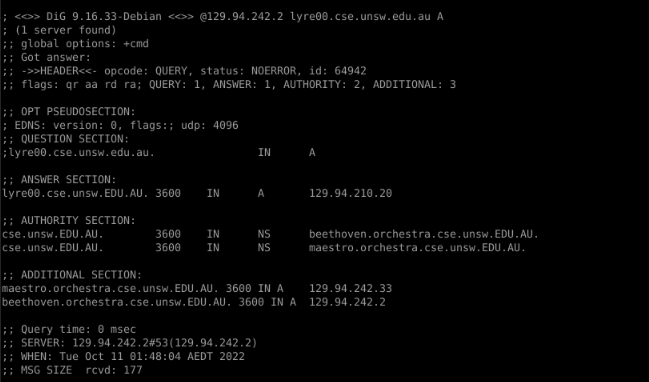 ; <<>> DiG 9.16.33-Debian <<>> @129.94.242.2 lyre00.cse.unsw.edu.au A
; (1 server found)
;; global options: +cmd
;; Got answer:
;; ->>HEADER<<- opcode: QUERY, status: NOERROR, id: 64942
;; flags: qr aa rd ra; QUERY: 1, ANSWER: 1, AUTHORITY: 2, ADDITIONAL: 3

;; OPT PSEUDOSECTION:
; EDNS: version: 0, flags:; udp: 4096
;; QUESTION SECTION:
;lyre00.cse.unsw.edu.au. IN A

;; ANSWER SECTION:
lyre00.cse.unsw.EDU.AU. 3600 IN A 129.94.210.20

;; AUTHORITY SECTION:
cse.unsw.EDU.AU. 3600 IN NS beethoven.orchestra.cse.unsw.EDU.AU.
cse.unsw.EDU.AU. 3600 IN NS maestro.orchestra.cse.unsw.EDU.AU.

;; ADDITIONAL SECTION:
maestro.orchestra.cse.unsw.EDU.AU. 3600 IN A 129.94.242.33
beethoven.orchestra.cse.unsw.EDU.AU. 3600 IN A 129.94.242.2

;; Query time: 0 msec
;; SERVER: 129.94.242.2#53(129.94.242.2)
;; WHEN: Tue Oct 11 01:48:04 AEDT 2022
;; MSG SIZE rcvd: 177